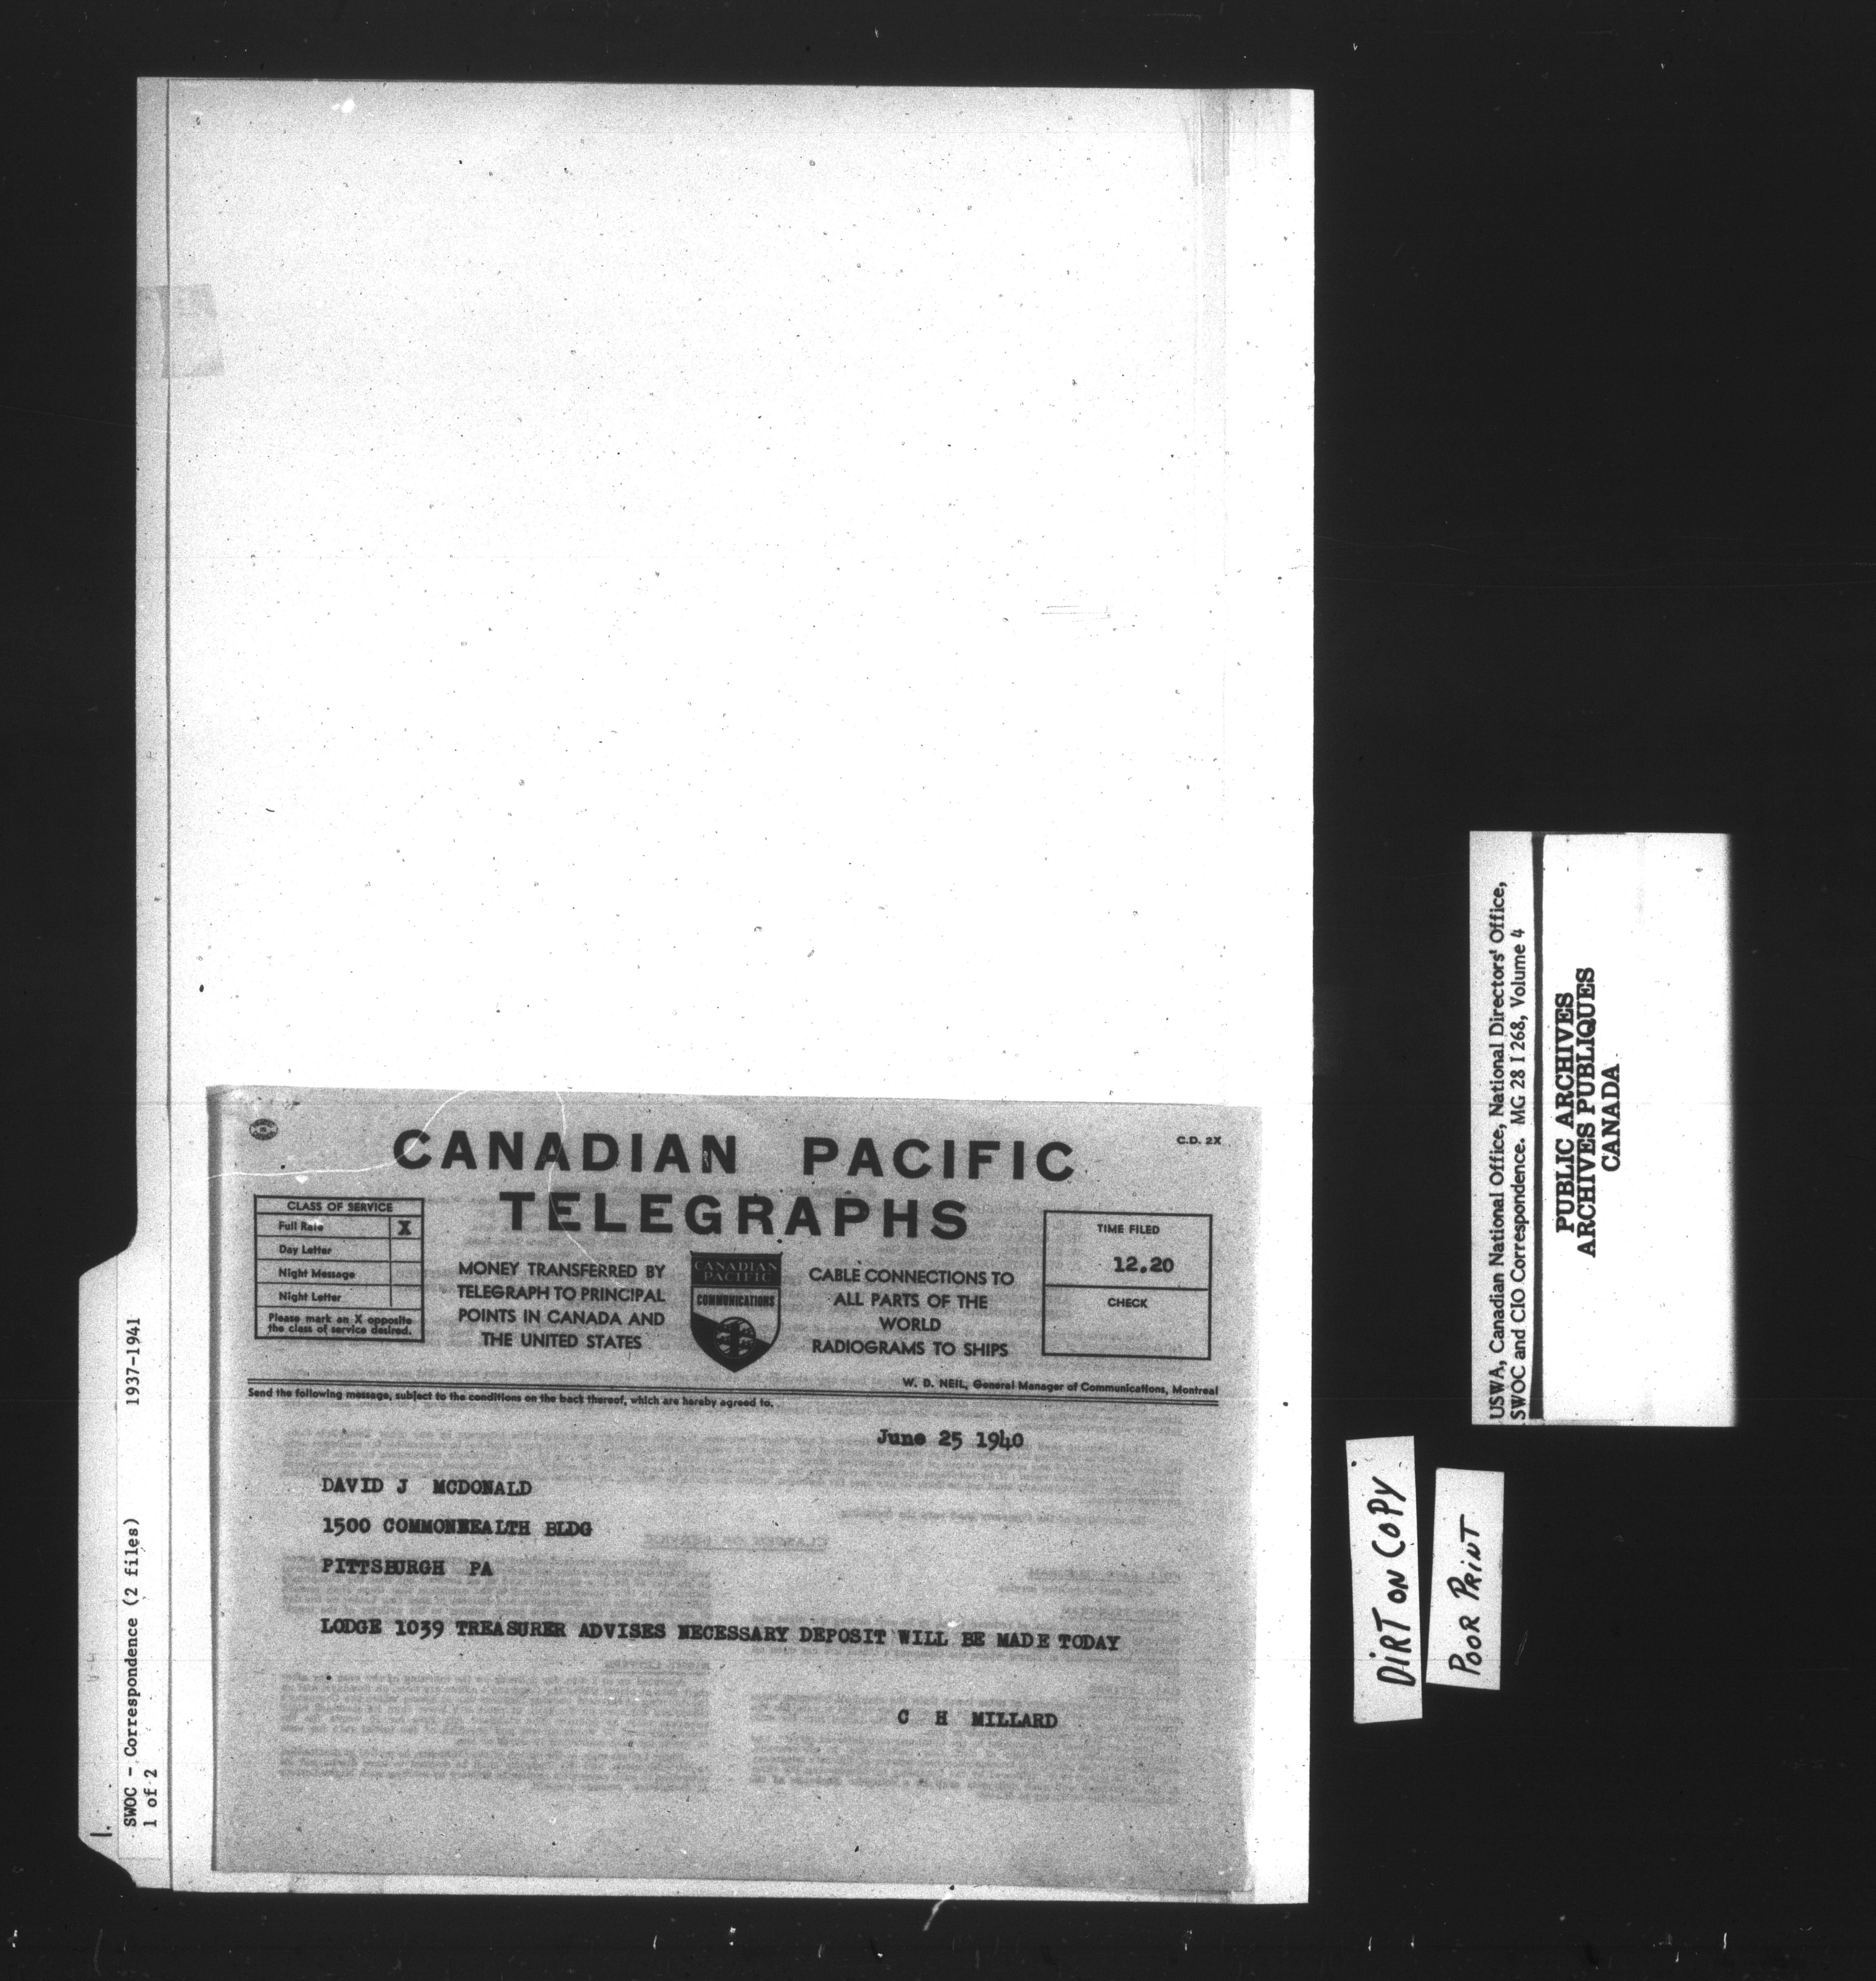 CANADIAN PACIFIC
TELEGRAPHS
C.D. 2X
CLASS OF SERVICE
Full Rate X
Day Letter
Night Message
Night Letter
Please mark an X opposite
the class of service desired.
MONEY TRANSFERRED BY
TELEGRAPH TO PRINCIPAL
POINTS IN CANADA AND
THE UNITED STATES
CANADIAN
PACIFIC
COMMUNICATIONS
CABLE CONNECTIONS TO
ALL PARTS OF THE
WORLD
RADIOGRAMS TO SHIPS
TIME FILED
12.20
CHECK
W. D. NEIL, General Manager of Communications, Montreal
Send the following message, subject to the conditions on the back thereof, which are hereby agreed to.
June 25 1940
DAVID J MCDONALD
1500 COMMONWEALTH BLDG
PITTSBURGH PA
LODGE 1039 TREASURER ADVISES NECESSARY DEPOSIT WILL BE MADE TODAY
C H MILLARD
1.
SWOC - Correspondence (2 files) 1937-1941
1 of 2
USWA, Canadian National Office, National Directors' Office,
SWOC and CIO Correspondence. MG 28 I 268, Volume 4
PUBLIC ARCHIVES
ARCHIVES PUBLIQUES
CANADA
DIRT ON COPY
POOR PRINT